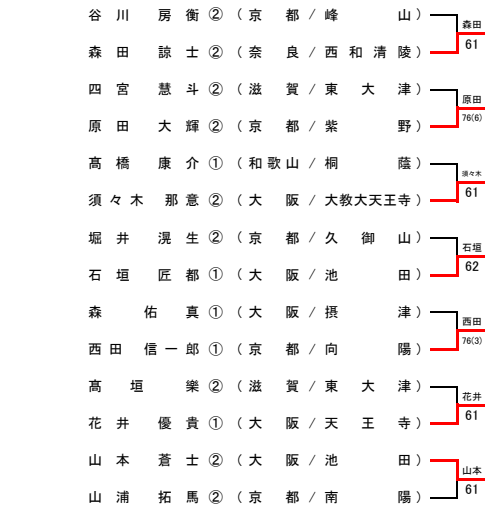 谷川 房衡② (京都/峰山)
森田
森田 諒士② (奈良/西和清陵)
61
四宮 慧斗② (滋賀/東大津)
原田
原田 大輝② (京都/紫野)
76(6)
髙橋 康介① (和歌山/桐蔭)
須々木
須々木 那意② (大阪/大教大天王寺)
61
堀井 滉生② (京都/久御山)
石垣
石垣 匠都① (大阪/池田)
62
森 佑真① (大阪/摂津)
西田
西田 信一郎① (京都/向陽)
76(3)
髙垣 樂② (滋賀/東大津)
花井
花井 優貴① (大阪/天王寺)
61
山本 蒼士② (大阪/池田)
山本
山浦 拓馬② (京都/南陽)
61